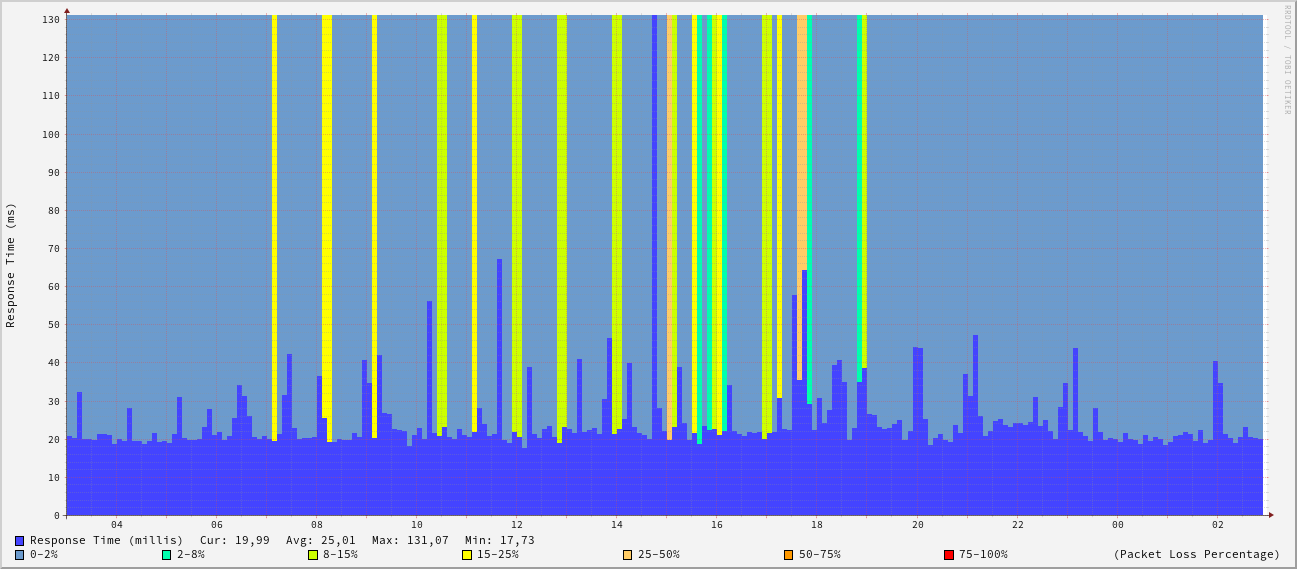 RRDTOOL / TOBI OETIKER
Response Time (ms)
130
120
110
100
90
80
70
60
50
40
30
20
10
0
04 06 08 10 12 14 16 18 20 22 00 02
Response Time (millis) Cur: 19,99 Avg: 25,01 Max: 131,07 Min: 17,73
0-2% 2-8% 8-15% 15-25% 25-50% 50-75% 75-100% (Packet Loss Percentage)